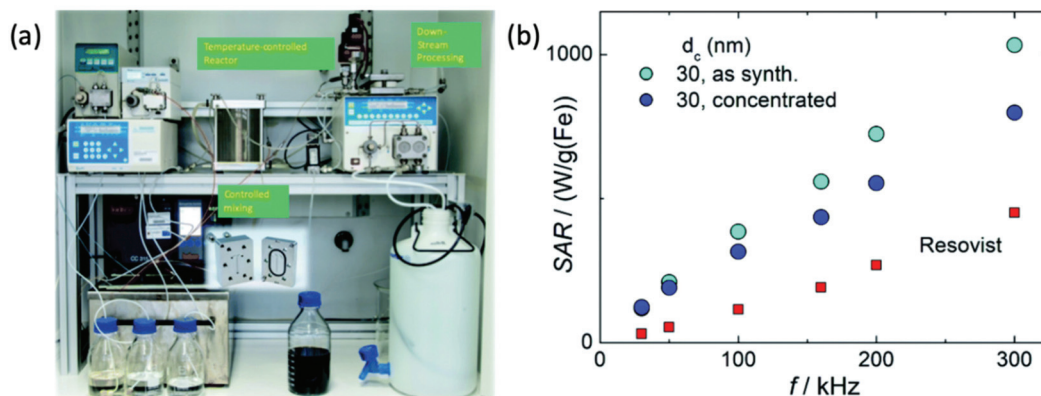 (a)
Temperature-controlled
Reactor
Down-
Stream
Processing
Controlled
mixing
(b)
SAR / (W/g(Fe))
1000
0
d_c (nm)
30, as synth.
30, concentrated
Resovist
0
100
200
300
f / kHz